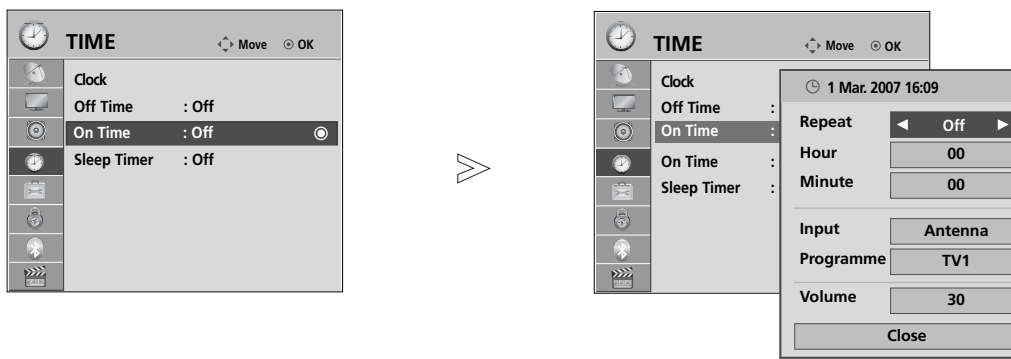 TIME Move OK
Clock
Off Time : Off
On Time : Off
Sleep Timer : Off
TIME Move OK
Clock
Off Time :
On Time :
On Time :
Sleep Timer :
1 Mar. 2007 16:09
Repeat ◄ Off ►
Hour 00
Minute 00
Input Antenna
Programme TV1
Volume 30
Close